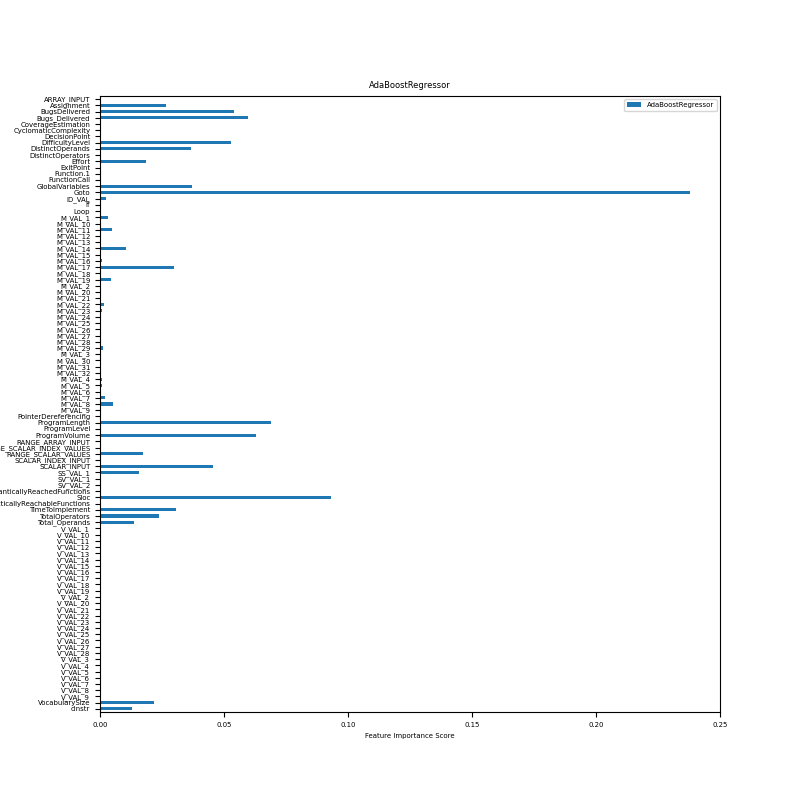 AdaBoostRegressor
AdaBoostRegressor
ARRAY_INPUT
Assignment
BugsDelivered
Bugs_Delivered
CoverageEstimation
CyclomaticComplexity
DecisionPoint
DifficultyLevel
DistinctOperands
DistinctOperators
Effort
ExitPoint
Function.1
FunctionCall
GlobalVariables
Goto
ID_VAL
If
Loop
M_VAL_1
M_VAL_10
M_VAL_11
M_VAL_12
M_VAL_13
M_VAL_14
M_VAL_15
M_VAL_16
M_VAL_17
M_VAL_18
M_VAL_19
M_VAL_2
M_VAL_20
M_VAL_21
M_VAL_22
M_VAL_23
M_VAL_24
M_VAL_25
M_VAL_26
M_VAL_27
M_VAL_28
M_VAL_29
M_VAL_3
M_VAL_30
M_VAL_31
M_VAL_32
M_VAL_4
M_VAL_5
M_VAL_6
M_VAL_7
M_VAL_8
M_VAL_9
PointerDereferencing
ProgramLength
ProgramLevel
ProgramVolume
RANGE_ARRAY_INPUT
E_SCALAR_INDEX_VALUES
RANGE_SCALAR_VALUES
SCALAR_INDEX_INPUT
SCALAR_INPUT
SS_VAL_1
SV_VAL_1
SV_VAL_2
anticallyReachedFunctions
Sloc
ticallyReachableFunctions
TimeToImplement
TotalOperators
Total_Operands
V_VAL_1
V_VAL_10
V_VAL_11
V_VAL_12
V_VAL_13
V_VAL_14
V_VAL_15
V_VAL_16
V_VAL_17
V_VAL_18
V_VAL_19
V_VAL_2
V_VAL_20
V_VAL_21
V_VAL_22
V_VAL_23
V_VAL_24
V_VAL_25
V_VAL_26
V_VAL_27
V_VAL_28
V_VAL_3
V_VAL_4
V_VAL_5
V_VAL_6
V_VAL_7
V_VAL_8
V_VAL_9
VocabularySize
cinstr
0.00 0.05 0.10 0.15 0.20 0.25
Feature Importance Score